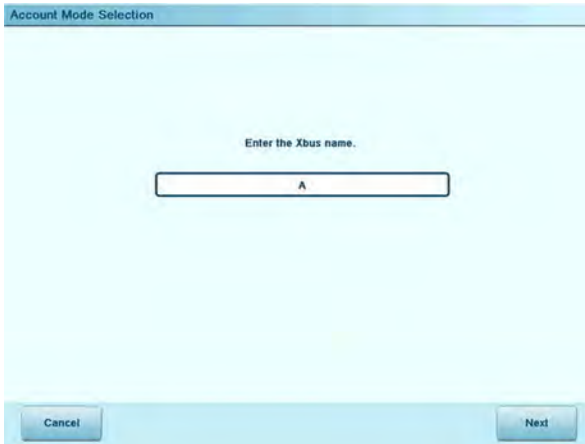 Account Mode Selection
Enter the Xbus name.
A
Cancel
Next